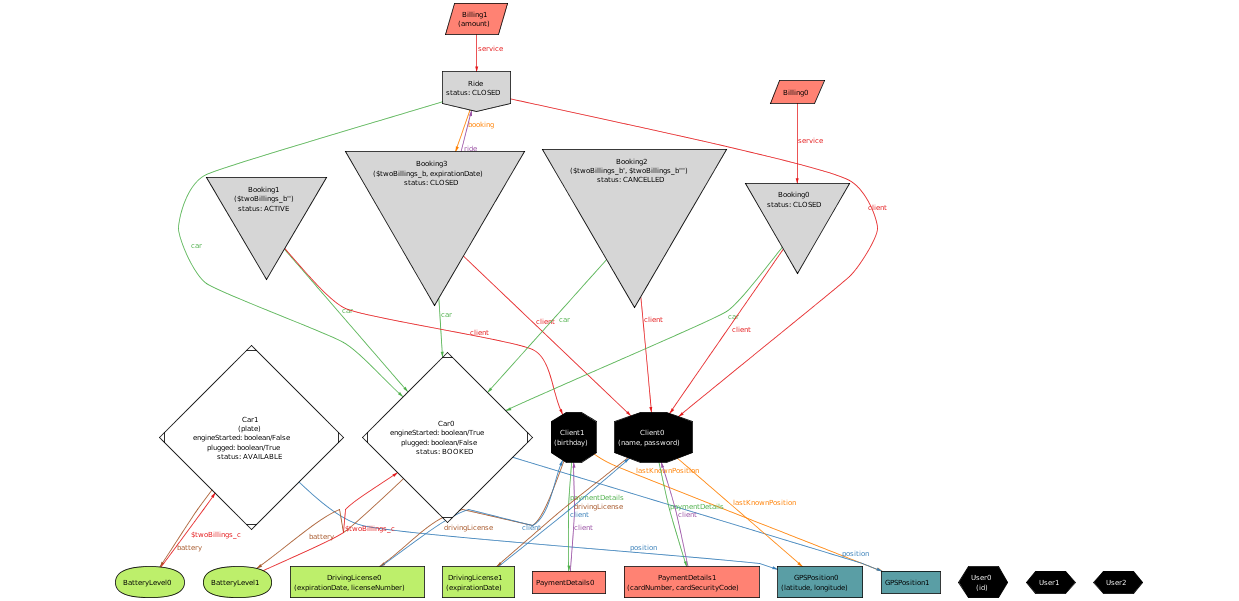 Billing1
(amount)
service
Ride
status: CLOSED
Billing0
booking
service
ride
Booking3
($twoBillings_b, expirationDate)
status: CLOSED
Booking2
($twoBillings_b', $twoBillings_b''')
status: CANCELLED
Booking1
($twoBillings_b'')
status: ACTIVE
Booking0
status: CLOSED
client
car
car
car
client
car
client
car
client
client
Car1
(plate)
engineStarted: boolean/False
plugged: boolean/True
status: AVAILABLE
Car0
engineStarted: boolean/True
plugged: boolean/False
status: BOOKED
Client1
(birthday)
Client0
(name, password)
lastKnownPosition
paymentDetails
drivingLicense
client
paymentDetails
client
lastKnownPosition
$twoBillings_c
battery
$twoBillings_c
battery
drivingLicense
client
client
position
position
BatteryLevel0
BatteryLevel1
DrivingLicense0
(expirationDate, licenseNumber)
DrivingLicense1
(expirationDate)
PaymentDetails0
PaymentDetails1
(cardNumber, cardSecurityCode)
GPSPosition0
(latitude, longitude)
GPSPosition1
User0
(id)
User1
User2